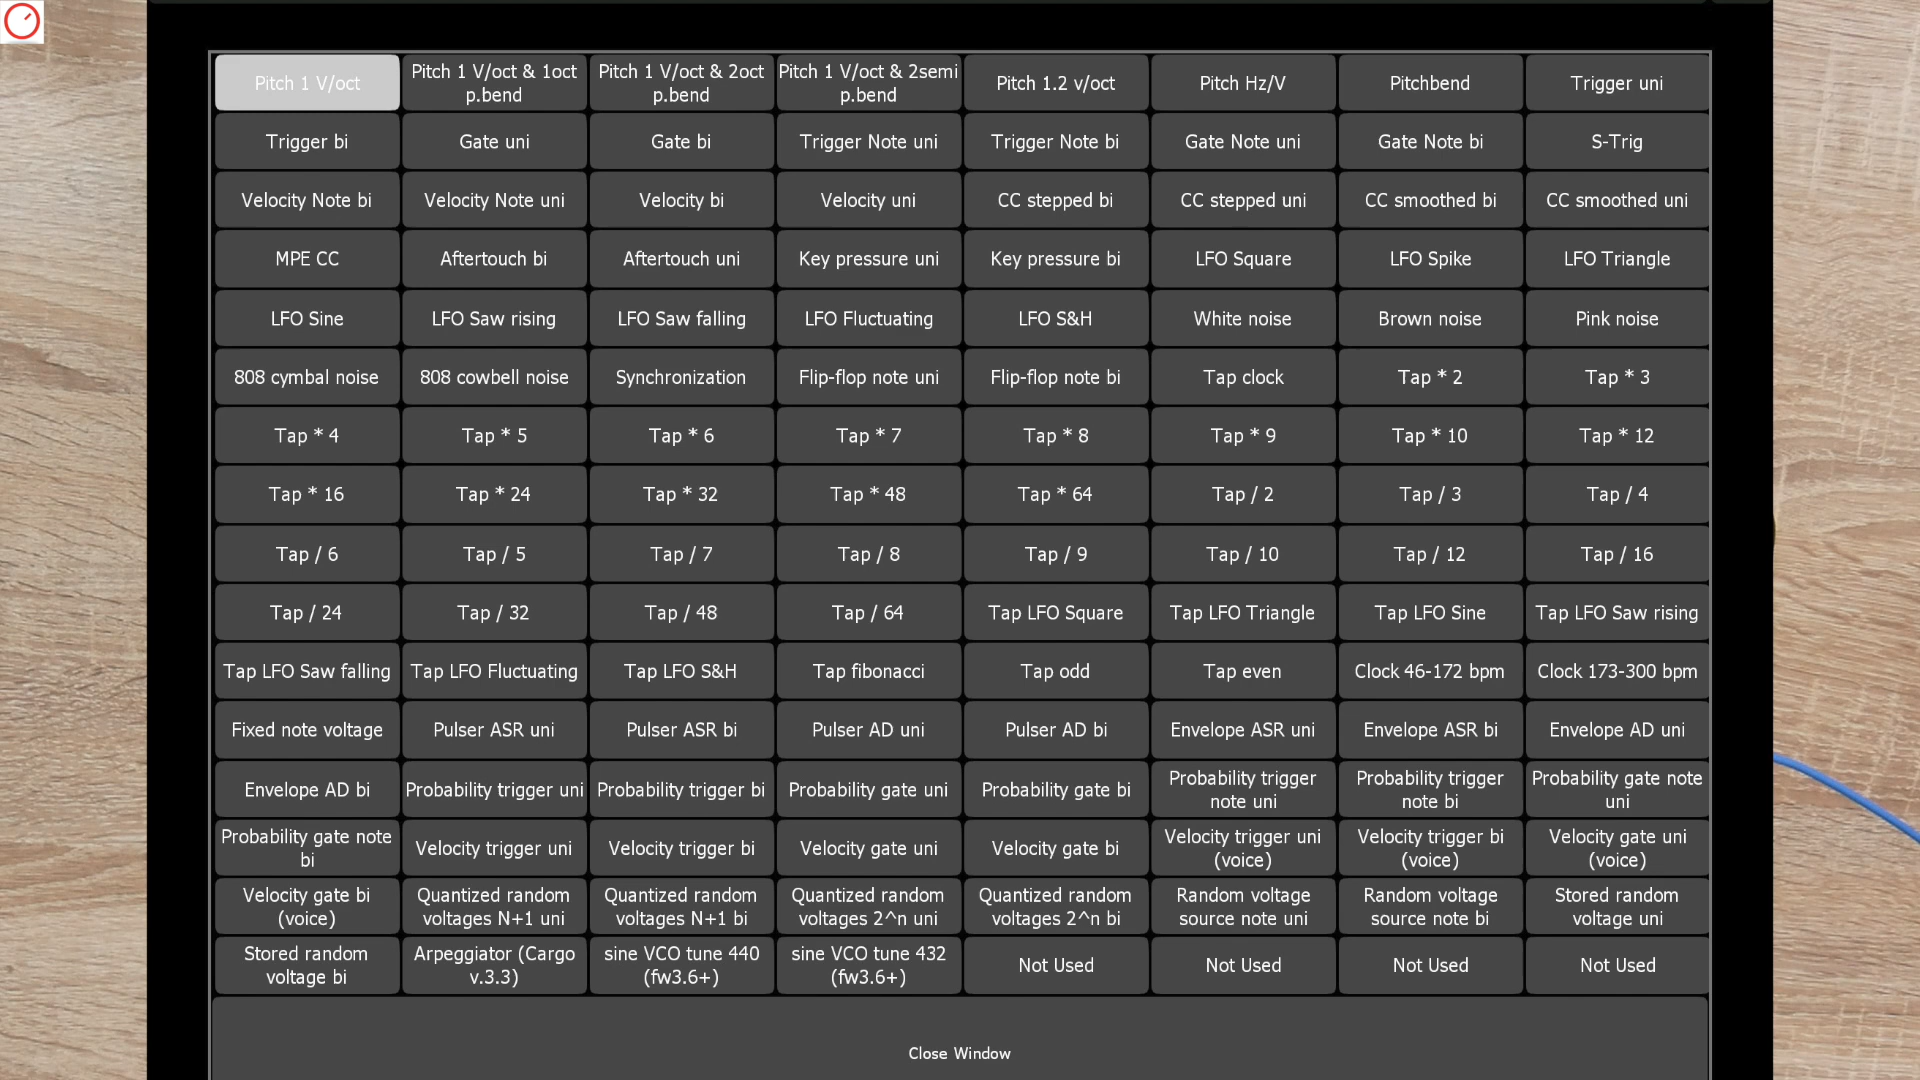 Pitch 1 V/oct
Pitch 1 V/oct & 1oct
p.bend
Pitch 1 V/oct & 2oct
p.bend
Pitch 1 V/oct & 2semi
p.bend
Pitch 1.2 v/oct
Pitch Hz/V
Pitchbend
Trigger uni
Trigger bi
Gate uni
Gate bi
Trigger Note uni
Trigger Note bi
Gate Note uni
Gate Note bi
S-Trig
Velocity Note bi
Velocity Note uni
Velocity bi
Velocity uni
CC stepped bi
CC stepped uni
CC smoothed bi
CC smoothed uni
MPE CC
Aftertouch bi
Aftertouch uni
Key pressure uni
Key pressure bi
LFO Square
LFO Spike
LFO Triangle
LFO Sine
LFO Saw rising
LFO Saw falling
LFO Fluctuating
LFO S&H
White noise
Brown noise
Pink noise
808 cymbal noise
808 cowbell noise
Synchronization
Flip-flop note uni
Flip-flop note bi
Tap clock
Tap * 2
Tap * 3
Tap * 4
Tap * 5
Tap * 6
Tap * 7
Tap * 8
Tap * 9
Tap * 10
Tap * 12
Tap * 16
Tap * 24
Tap * 32
Tap * 48
Tap * 64
Tap / 2
Tap / 3
Tap / 4
Tap / 6
Tap / 5
Tap / 7
Tap / 8
Tap / 9
Tap / 10
Tap / 12
Tap / 16
Tap / 24
Tap / 32
Tap / 48
Tap / 64
Tap LFO Square
Tap LFO Triangle
Tap LFO Sine
Tap LFO Saw rising
Tap LFO Saw falling
Tap LFO Fluctuating
Tap LFO S&H
Tap fibonacci
Tap odd
Tap even
Clock 46-172 bpm
Clock 173-300 bpm
Fixed note voltage
Pulser ASR uni
Pulser ASR bi
Pulser AD uni
Pulser AD bi
Envelope ASR uni
Envelope ASR bi
Envelope AD uni
Envelope AD bi
Probability trigger uni
Probability trigger bi
Probability gate uni
Probability gate bi
Probability trigger
note uni
Probability trigger
note bi
Probability gate note
uni
Probability gate note
bi
Velocity trigger uni
Velocity trigger bi
Velocity gate uni
Velocity gate bi
Velocity trigger uni
(voice)
Velocity trigger bi
(voice)
Velocity gate uni
(voice)
Velocity gate bi
(voice)
Quantized random
voltages N+1 uni
Quantized random
voltages N+1 bi
Quantized random
voltages 2^n uni
Quantized random
voltages 2^n bi
Random voltage
source note uni
Random voltage
source note bi
Stored random
voltage uni
Stored random
voltage bi
Arpeggiator (Cargo
v.3.3)
sine VCO tune 440
(fw3.6+)
sine VCO tune 432
(fw3.6+)
Not Used
Not Used
Not Used
Not Used
Close Window